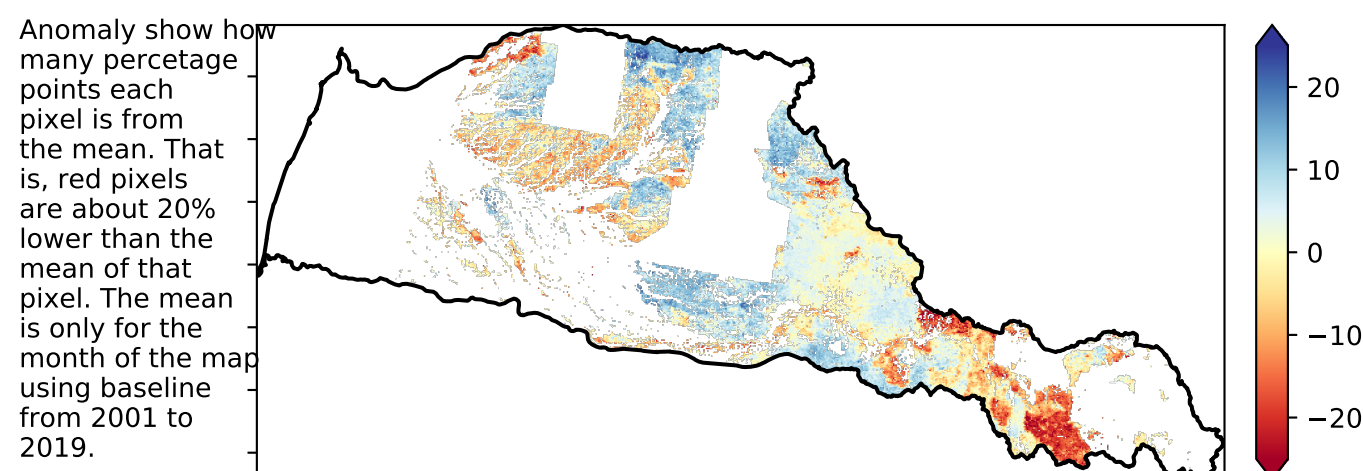 Anomaly show how
many percetage
points each
pixel is from
the mean. That
is, red pixels
are about 20%
lower than the
mean of that
pixel. The mean
is only for the
month of the map
using baseline
from 2001 to
2019.
20
10
0
−10
−20